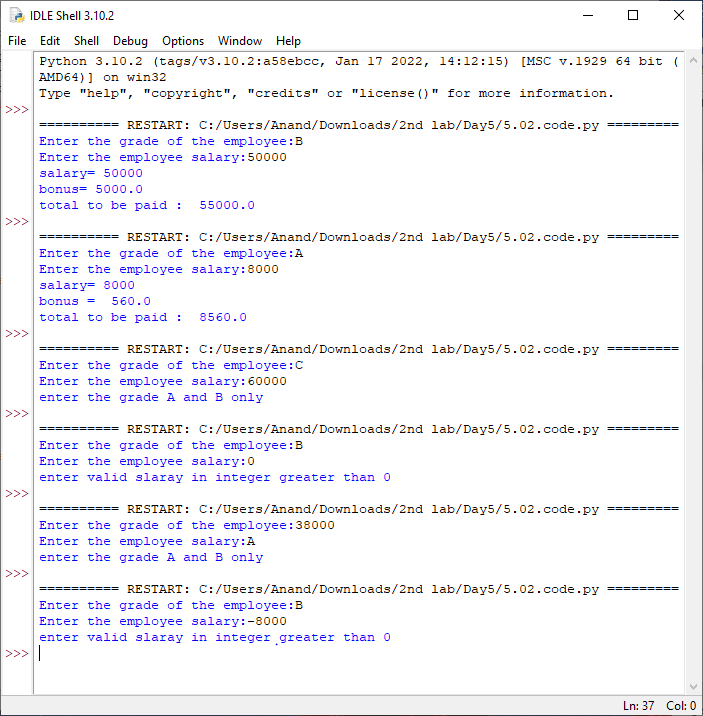 IDLE Shell 3.10.2
File Edit Shell Debug Options Window Help
Python 3.10.2 (tags/v3.10.2:a58ebcc, Jan 17 2022, 14:12:15) [MSC v.1929 64 bit (
AMD64)] on win32
Type "help", "copyright", "credits" or "license()" for more information.
>>>
========== RESTART: C:/Users/Anand/Downloads/2nd lab/Day5/5.02.code.py =========
Enter the grade of the employee:B
Enter the employee salary:50000
salary= 50000
bonus= 5000.0
total to be paid :  55000.0
>>>
========== RESTART: C:/Users/Anand/Downloads/2nd lab/Day5/5.02.code.py =========
Enter the grade of the employee:A
Enter the employee salary:8000
salary= 8000
bonus =  560.0
total to be paid :  8560.0
>>>
========== RESTART: C:/Users/Anand/Downloads/2nd lab/Day5/5.02.code.py =========
Enter the grade of the employee:C
Enter the employee salary:60000
enter the grade A and B only
>>>
========== RESTART: C:/Users/Anand/Downloads/2nd lab/Day5/5.02.code.py =========
Enter the grade of the employee:B
Enter the employee salary:0
enter valid slaray in integer greater than 0
>>>
========== RESTART: C:/Users/Anand/Downloads/2nd lab/Day5/5.02.code.py =========
Enter the grade of the employee:38000
Enter the employee salary:A
enter the grade A and B only
>>>
========== RESTART: C:/Users/Anand/Downloads/2nd lab/Day5/5.02.code.py =========
Enter the grade of the employee:B
Enter the employee salary:-8000
enter valid slaray in integer greater than 0
>>>
Ln: 37 Col: 0